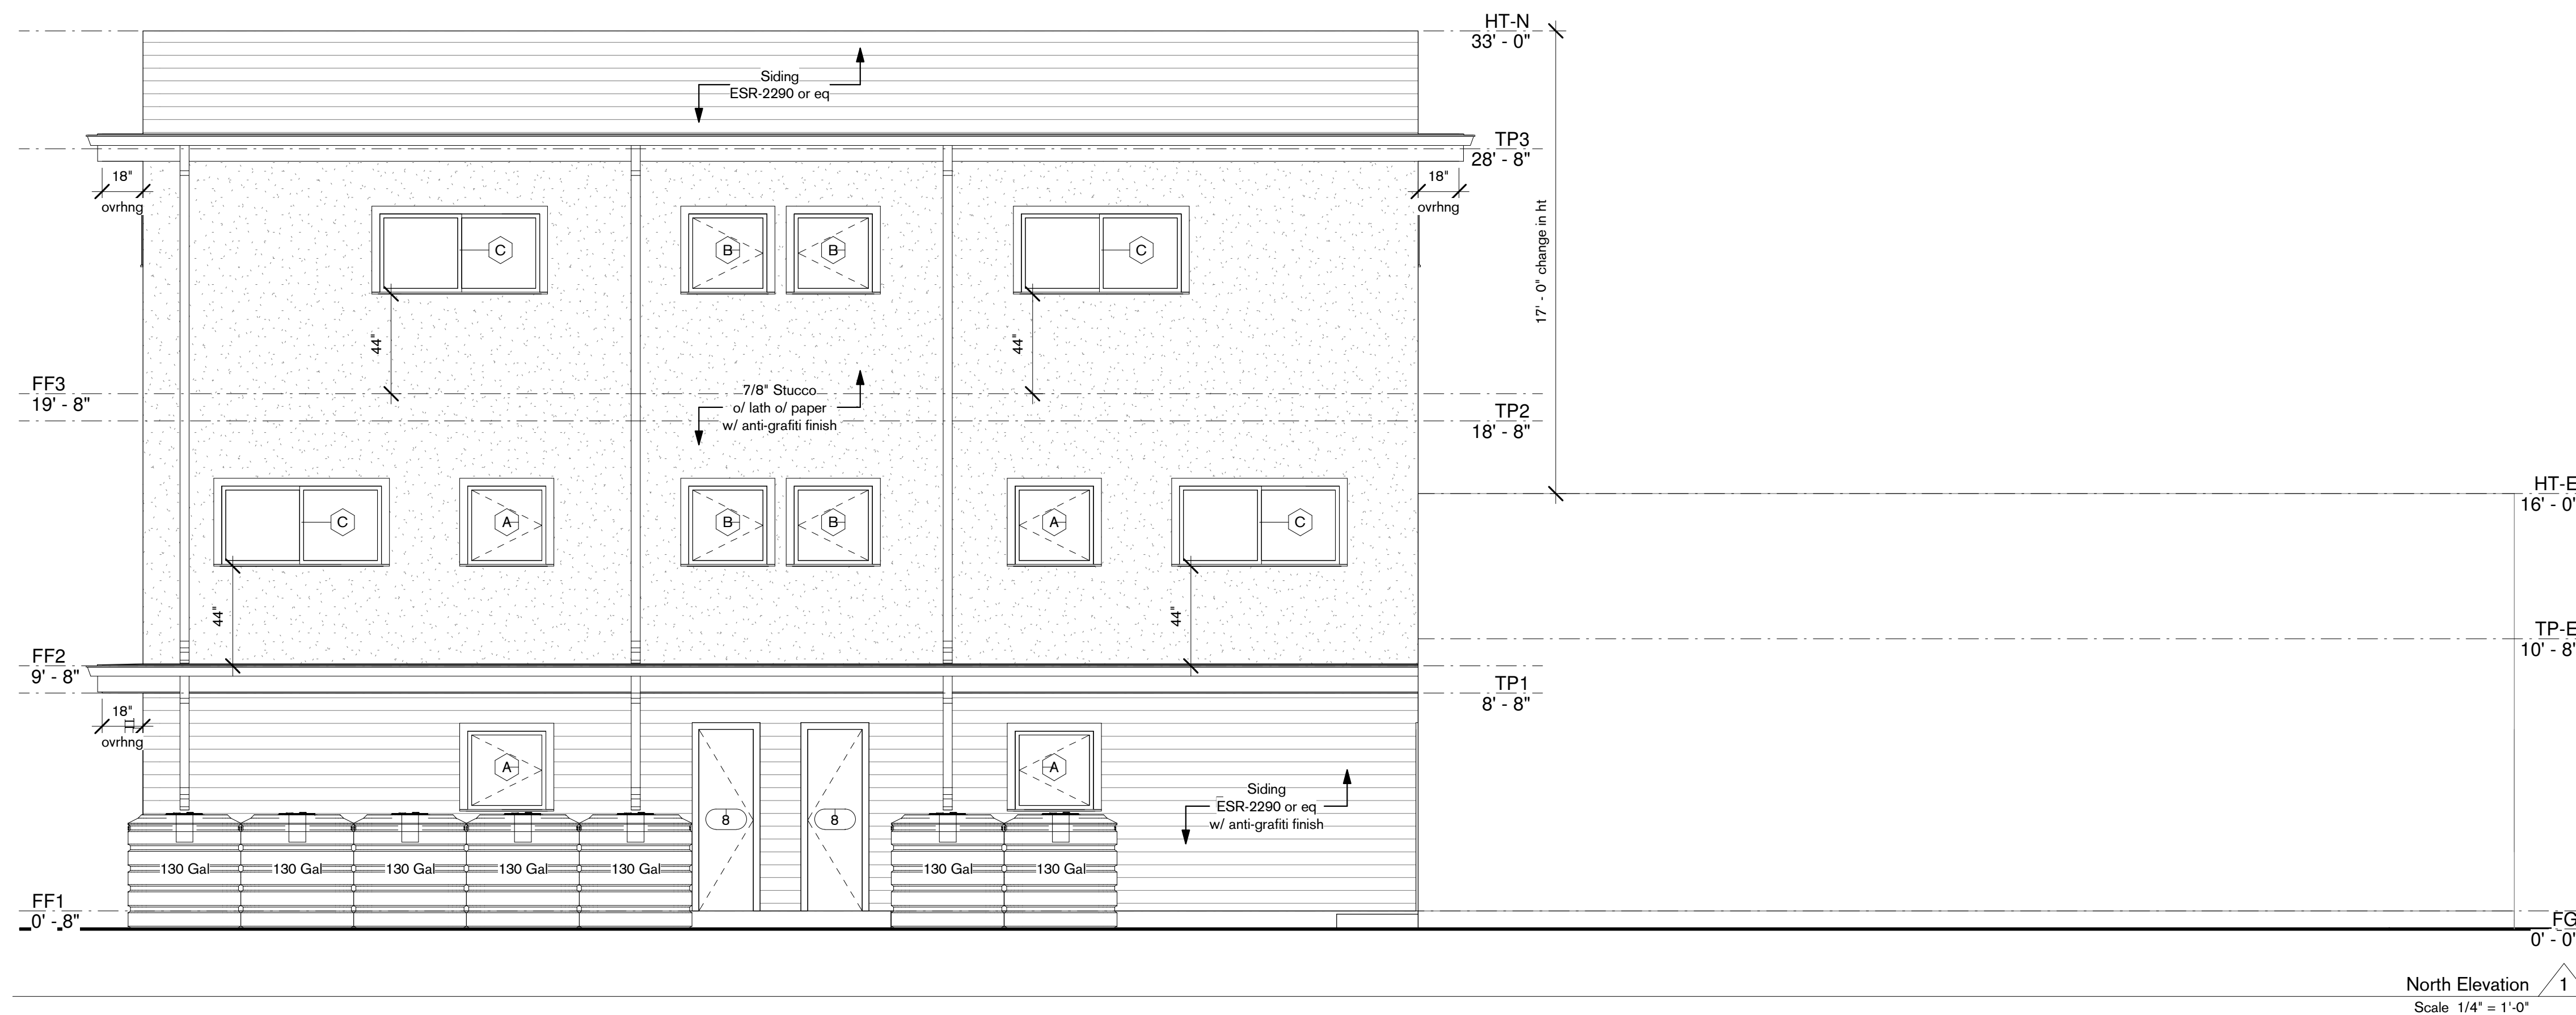 HT-N
33' - 0"
Siding
ESR-2290 or eq
TP3
28' - 8"
18"
ovrhng
18"
ovrhng
C
B
B
C
17' - 0" change in ht
44"
44"
FF3
19' - 8"
7/8" Stucco
o/ lath o/ paper
w/ anti-grafiti finish
TP2
18' - 8"
HT-E
16' - 0"
C
A
B
B
A
C
44"
44"
TP-E
10' - 8"
FF2
9' - 8"
TP1
8' - 8"
18"
ovrhng
A
A
8
8
Siding
ESR-2290 or eq
w/ anti-grafiti finish
130 Gal
130 Gal
130 Gal
130 Gal
130 Gal
130 Gal
130 Gal
FF1
0' - 8"
FG
0' - 0"
North Elevation
1
Scale 1/4" = 1'-0"